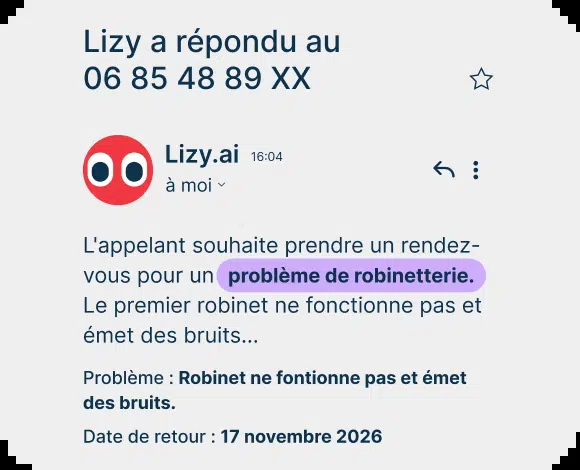 Lizy a répondu au
06 85 48 89 XX
Lizy.ai 16:04
à moi
L'appelant souhaite prendre un rendez-
vous pour un problème de robinetterie.
Le premier robinet ne fonctionne pas et
émet des bruits...
Problème : Robinet ne fontionne pas et émet
des bruits.
Date de retour : 17 novembre 2026